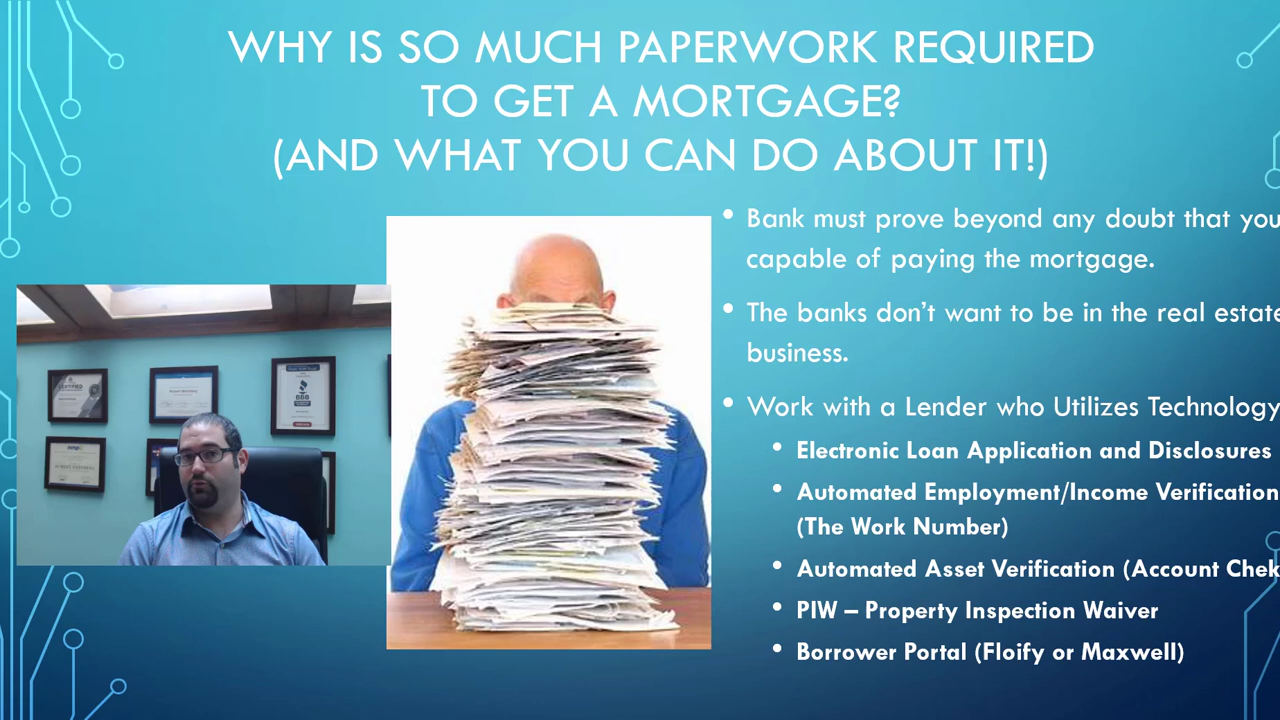 WHY IS SO MUCH PAPERWORK REQUIRED
TO GET A MORTGAGE?
(AND WHAT YOU CAN DO ABOUT IT!)
• Bank must prove beyond any doubt that you
capable of paying the mortgage.
• The banks don’t want to be in the real estate
business.
• Work with a Lender who Utilizes Technology
• Electronic Loan Application and Disclosures
• Automated Employment/Income Verification
(The Work Number)
• Automated Asset Verification (Account Chek
• PIW – Property Inspection Waiver
• Borrower Portal (Floify or Maxwell)
BBB